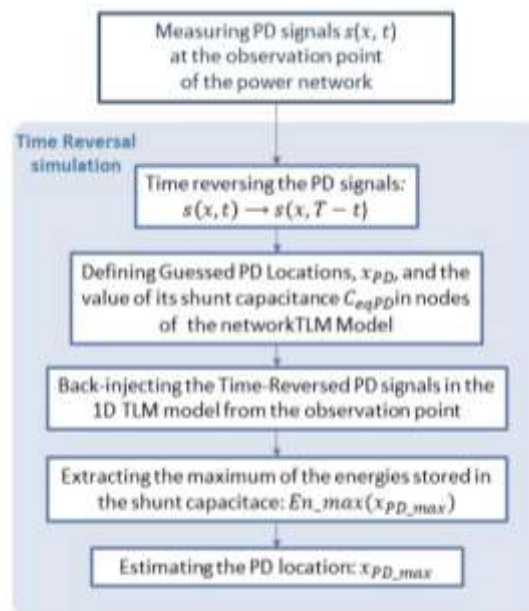 Measuring PD signals s(x, t)
at the observation point
of the power network
Time Reversal
simulation
Time reversing the PD signals:
s(x, t) → s(x, T − t)
Defining Guessed PD Locations, x_PD, and the
value of its shunt capacitance C_eqPD in nodes
of the networkTLM Model
Back-injecting the Time-Reversed PD signals in the
1D TLM model from the observation point
Extracting the maximum of the energies stored in
the shunt capacitace: En_max(x_PD_max)
Estimating the PD location: x_PD_max